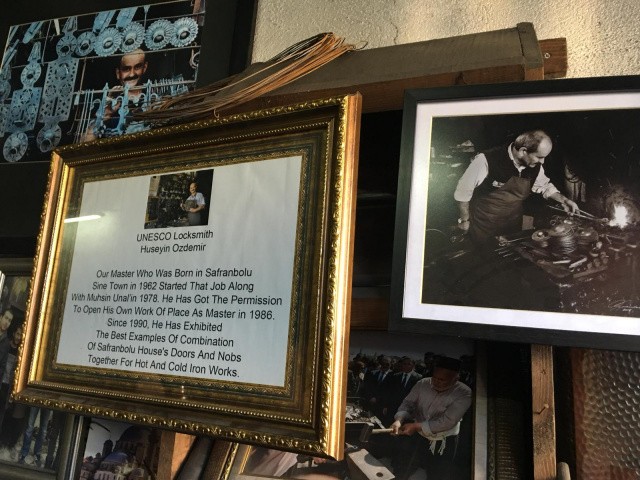 UNESCO Locksmith
Huseyin Ozdemir
Our Master Who Was Born in Safranbolu
Sine Town in 1962 Started That Job Along
With Muhsin Unal'in 1978. He Has Got The Permission
To Open His Own Work Of Place As Master in 1986.
Since 1990, He Has Exhibited
The Best Examples Of Combination
Of Safranbolu House's Doors And Nobs
Together For Hot And Cold Iron Works.